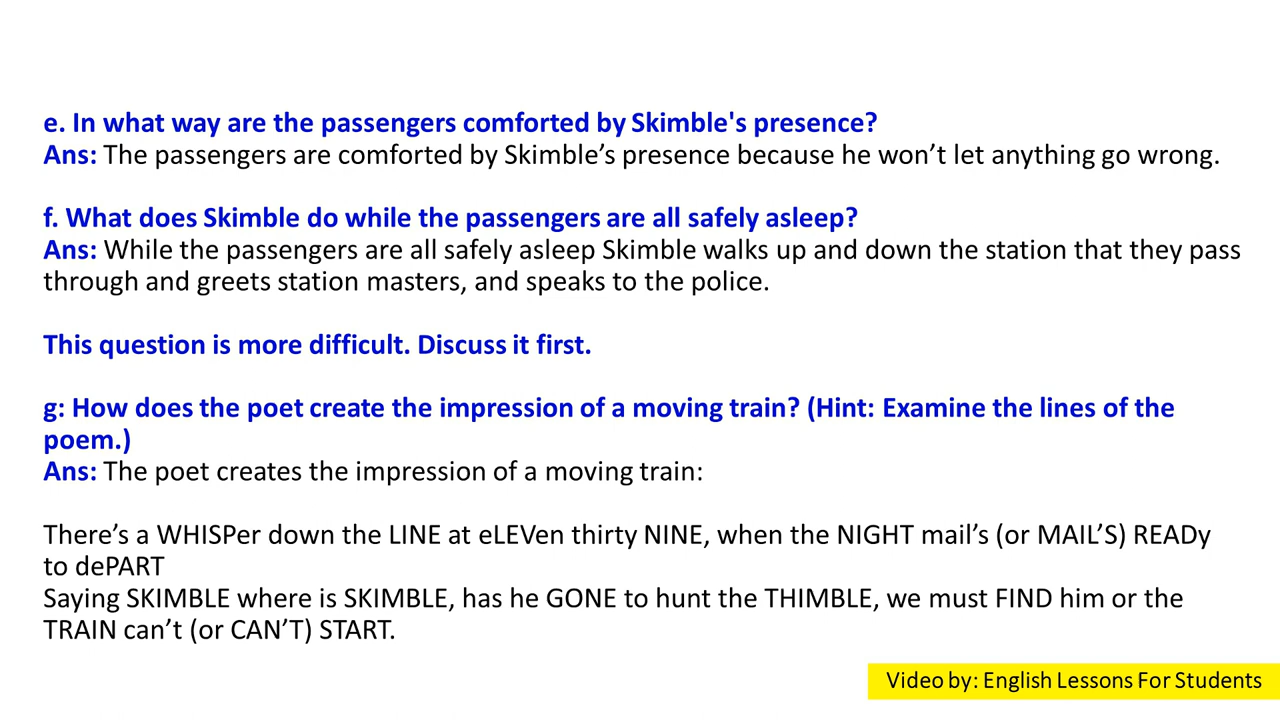 e. In what way are the passengers comforted by Skimble's presence?
Ans: The passengers are comforted by Skimble’s presence because he won’t let anything go wrong.
f. What does Skimble do while the passengers are all safely asleep?
Ans: While the passengers are all safely asleep Skimble walks up and down the station that they pass
through and greets station masters, and speaks to the police.
This question is more difficult. Discuss it first.
g: How does the poet create the impression of a moving train? (Hint: Examine the lines of the
poem.)
Ans: The poet creates the impression of a moving train:
There’s a WHISPer down the LINE at eLEVen thirty NINE, when the NIGHT mail’s (or MAIL’S) READy
to dePART
Saying SKIMBLE where is SKIMBLE, has he GONE to hunt the THIMBLE, we must FIND him or the
TRAIN can’t (or CAN’T) START.
Video by: English Lessons For Students